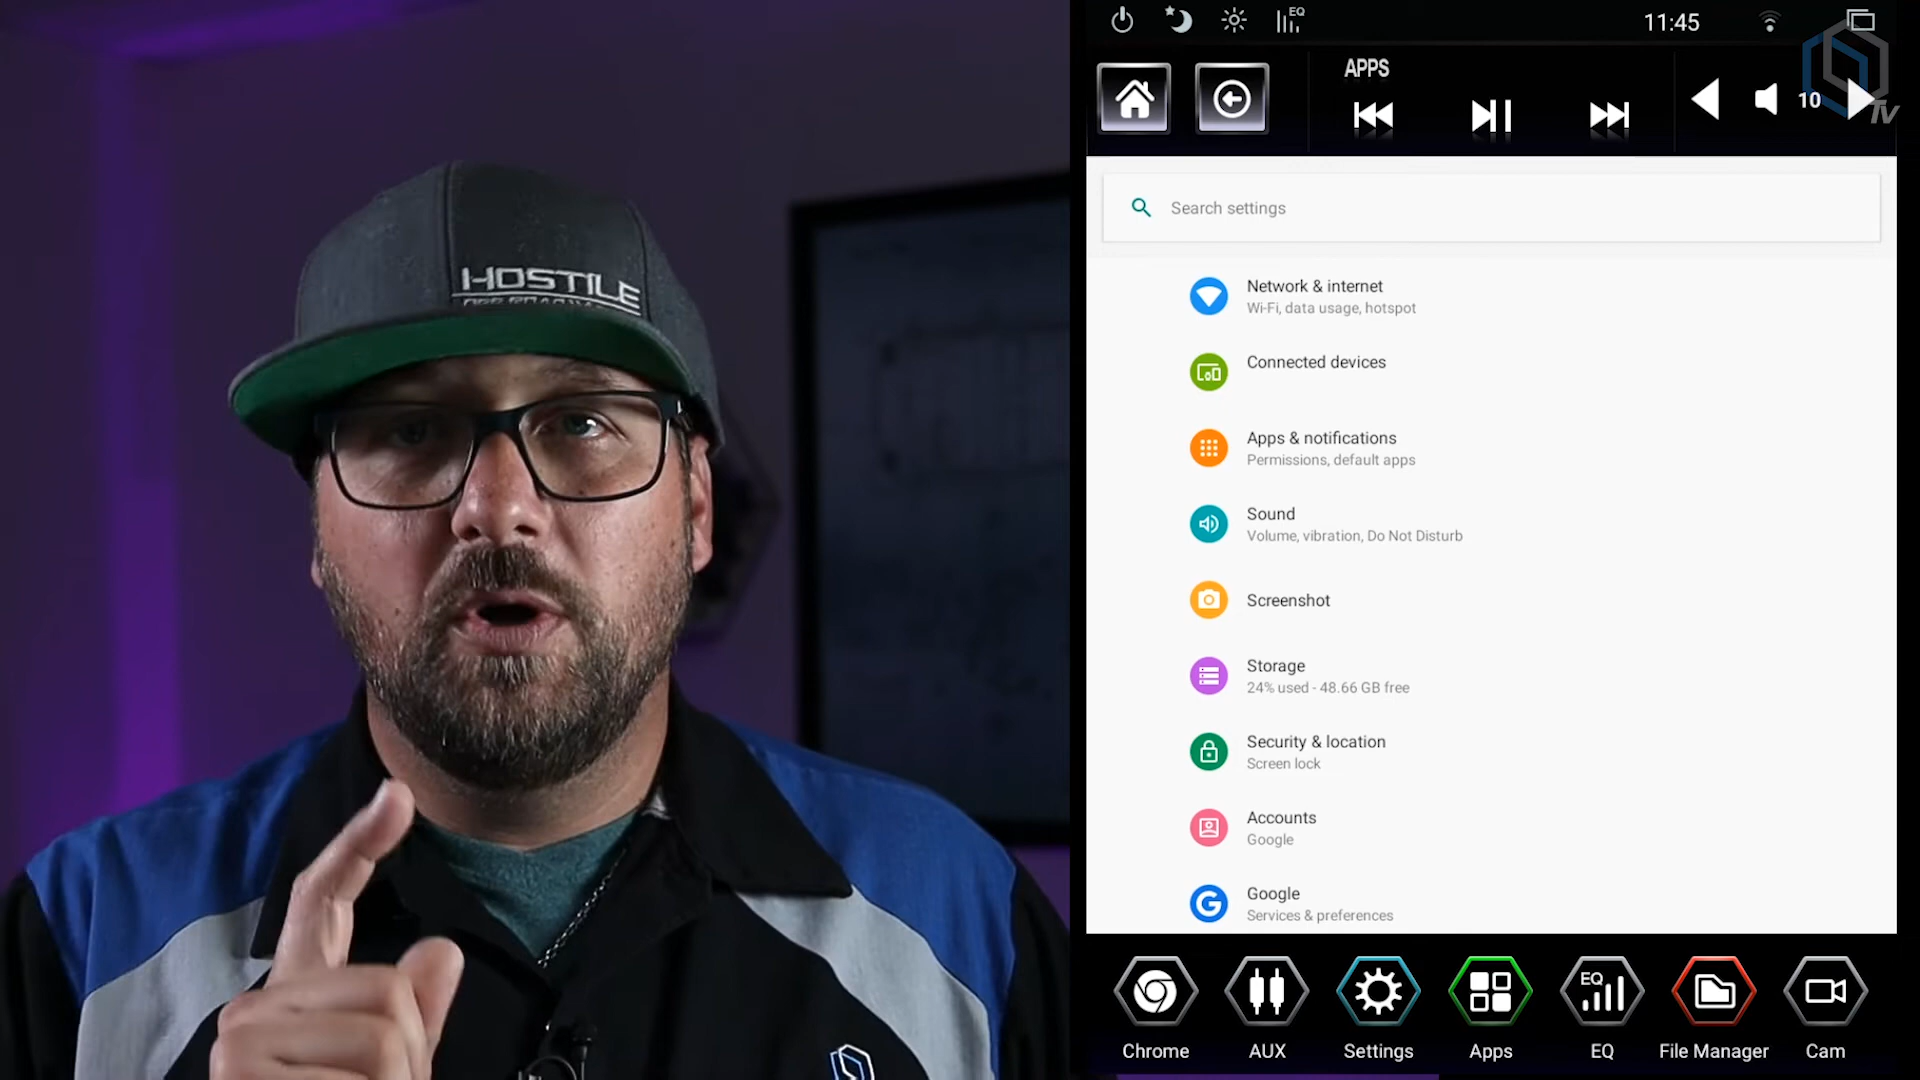 HOSTILE
EQ
11:45
APPS
10
TV
Search settings
Network & internet
Wi-Fi, data usage, hotspot
Connected devices
Apps & notifications
Permissions, default apps
Sound
Volume, vibration, Do Not Disturb
Screenshot
Storage
24% used - 48.66 GB free
Security & location
Screen lock
Accounts
Google
Google
Services & preferences
EQ
Chrome
AUX
Settings
Apps
EQ
File Manager
Cam